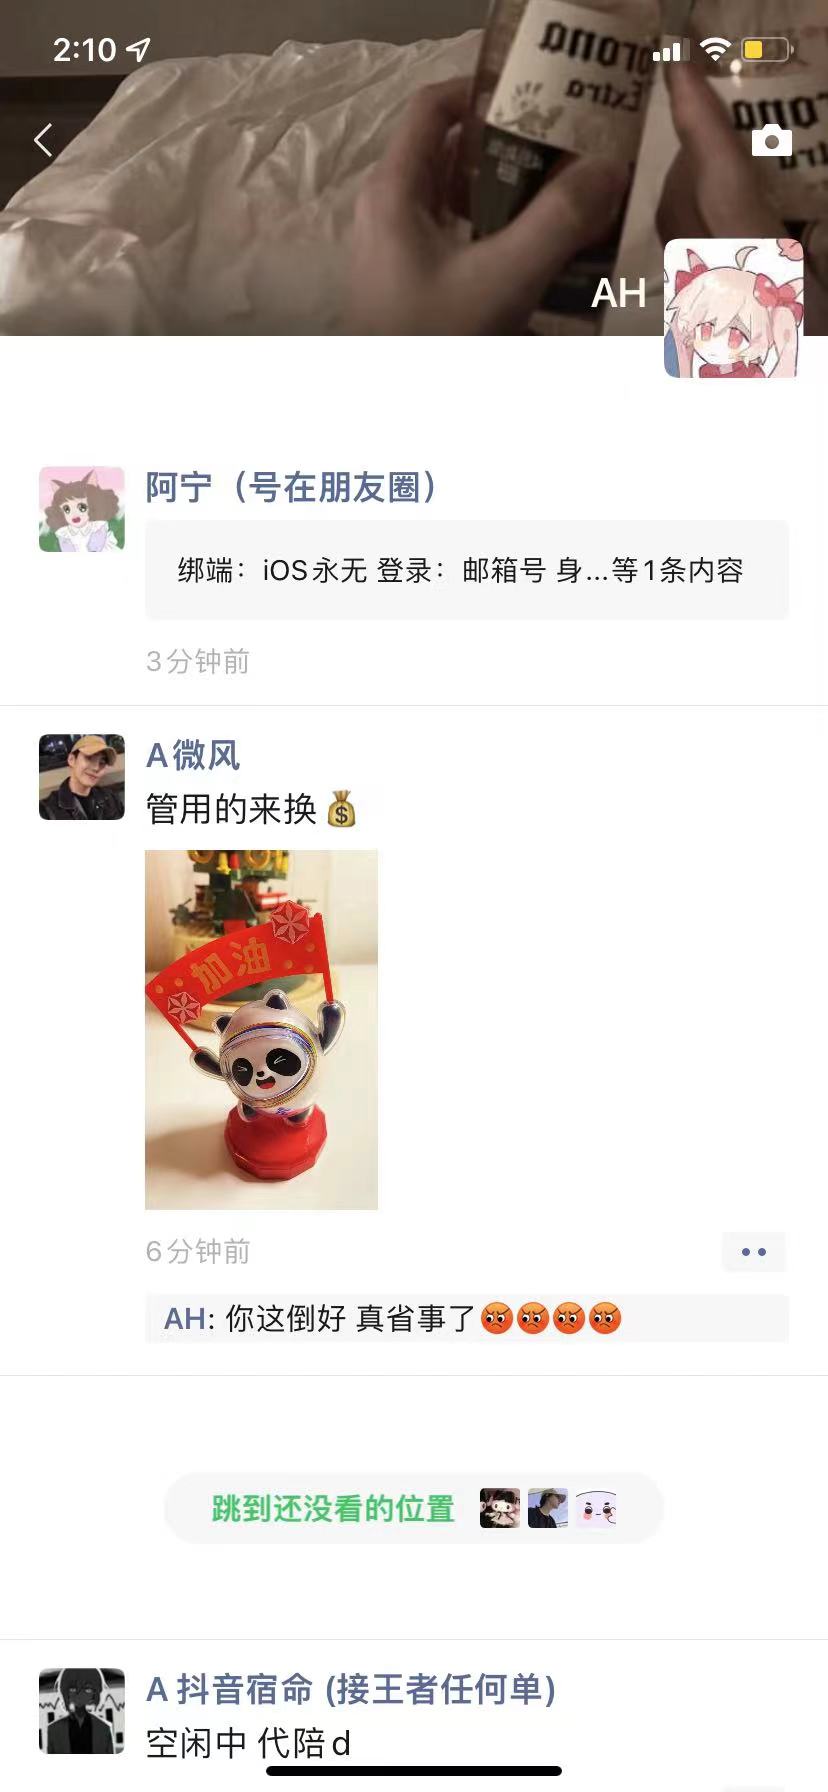 2:10
Corona
Extra
AH
阿宁（号在朋友圈）
绑端：iOS永无 登录：邮箱号 身...等1条内容
3分钟前
A微风
管用的来换💰
加油
6分钟前
AH: 你这倒好 真省事了😡😡😡😡
跳到还没看的位置
A 抖音宿命 (接王者任何单)
空闲中 代陪d